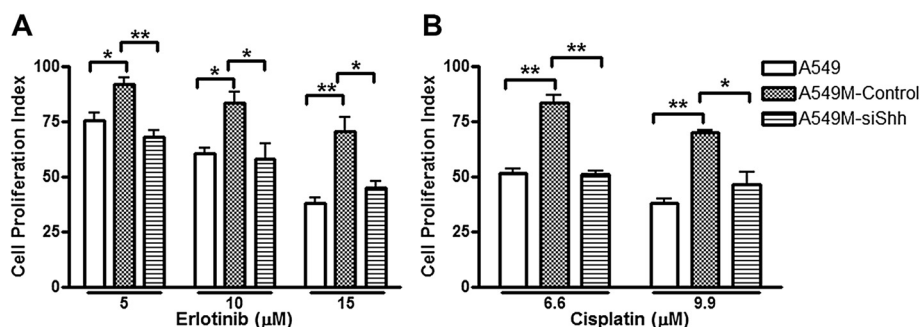 A
B
** **
* * * ** * ** ** ** *
100 100
75 75
50 50
25 25
0 0
Cell Proliferation Index
Cell Proliferation Index
5 10 15
Erlotinib (µM)
6.6 9.9
Cisplatin (µM)
A549
A549M-Control
A549M-siShh